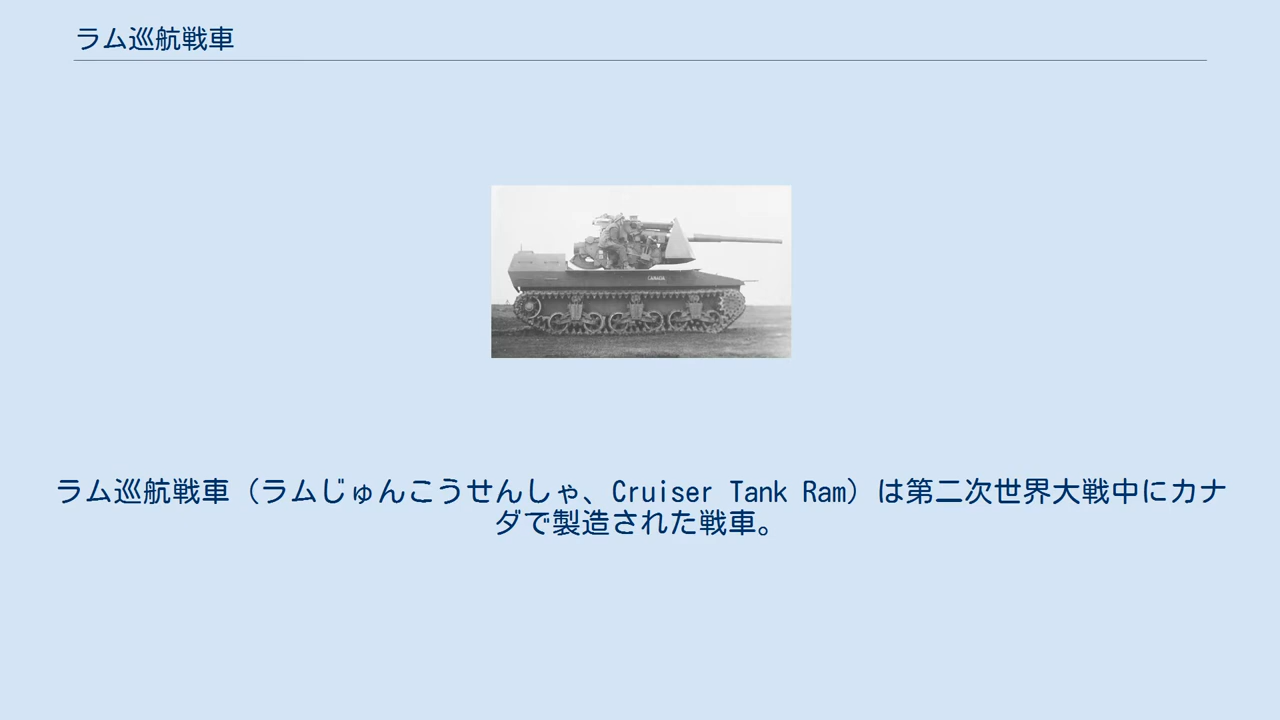 ラム巡航戦車
ラム巡航戦車（ラムじゅんこうせんしゃ、Cruiser Tank Ram）は第二次世界大戦中にカナ
ダで製造された戦車。